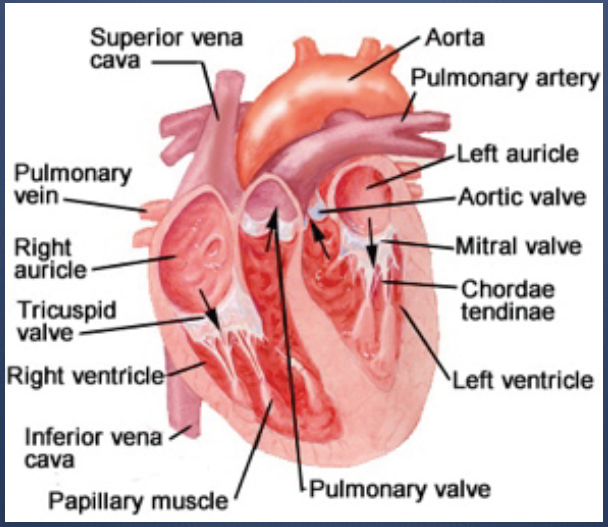 Superior vena
cava
Aorta
Pulmonary artery
Left auricle
Pulmonary
vein
Aortic valve
Right
auricle
Mitral valve
Chordae
tendinae
Tricuspid
valve
Right ventricle
Left ventricle
Inferior vena
cava
Papillary muscle
Pulmonary valve